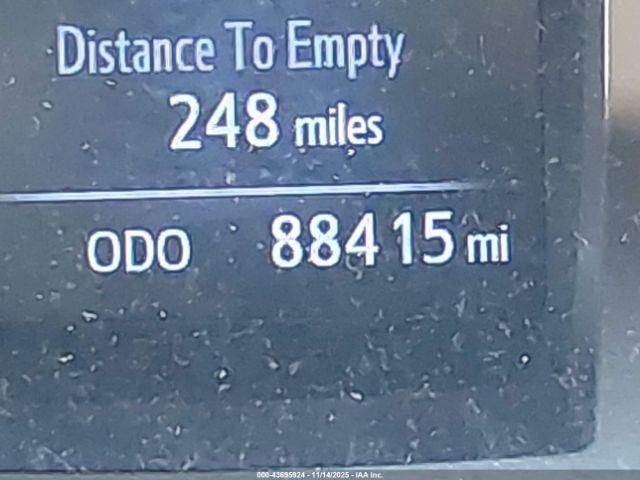 Distance To Empty
248 miles
ODO 88415 mi
000-43695924 - 11/14/2025 - IAA Inc.